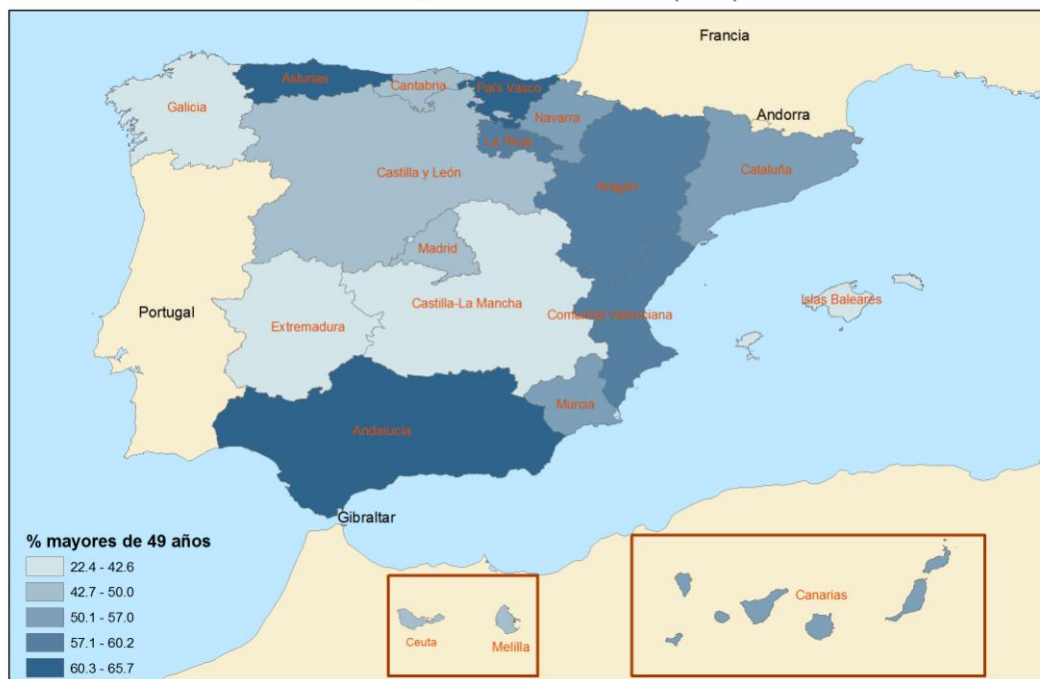 Francia
Asturias
Cantabria
País Vasco
Galicia
Navarra
Andorra
La Rioja
Castilla y León
Aragón
Cataluña
Madrid
Portugal
Castilla-La Mancha
Islas Baleares
Extremadura
Comunitat Valenciana
Murcia
Andalucía
Gibraltar
% mayores de 49 años
22.4 - 42.6
42.7 - 50.0
50.1 - 57.0
57.1 - 60.2
60.3 - 65.7
Ceuta
Melilla
Canarias